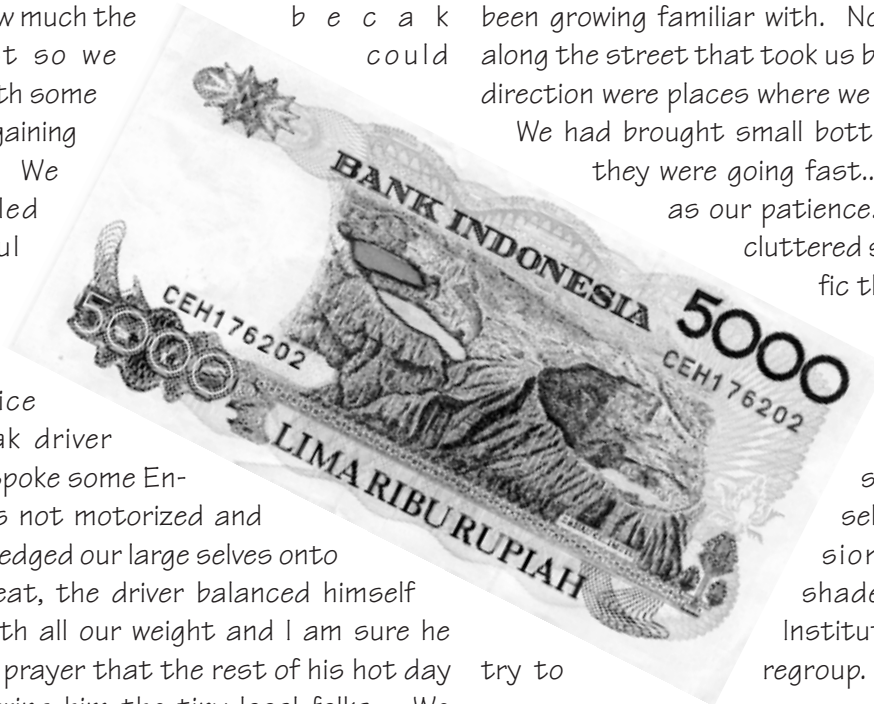 much the
b e c a k
t so we
could
th some
gaining
We
led
ul
ice
ak driver
spoke some En-
s not motorized and
edged our large selves onto
eat, the driver balanced himself
th all our weight and I am sure he
prayer that the rest of his hot day
We
been growing familiar with. No
along the street that took us b
direction were places where we
We had brought small bott
they were going fast..
as our patience.
cluttered s
fic th
s
sel
sion
shade
Institut
try to
regroup.
BANK INDONESIA
5000
CEH176202
CEH176202
5000
LIMA RIBU RUPIAH